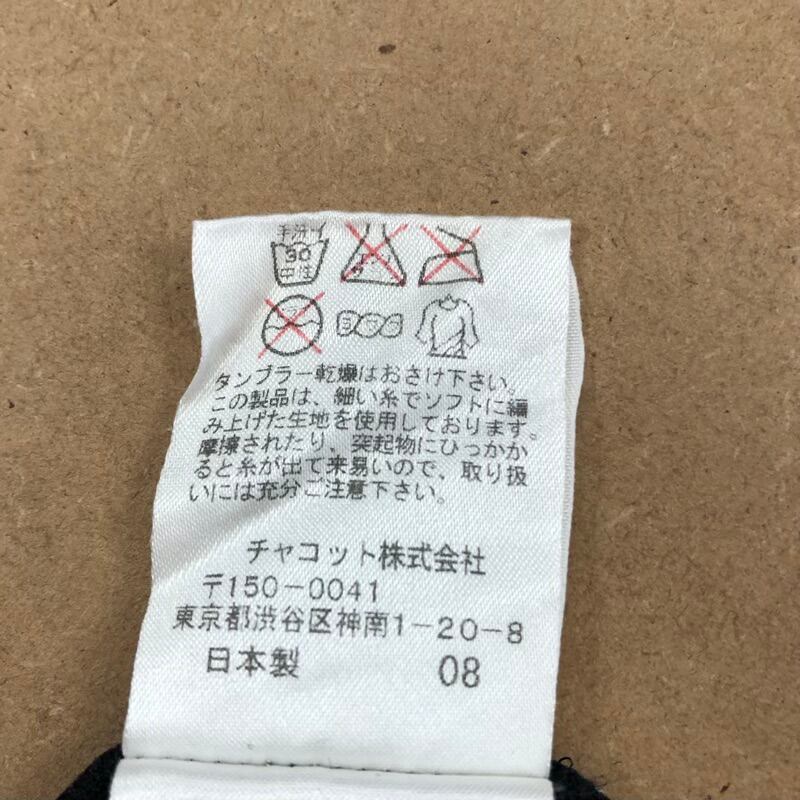 手洗イ
30
中性
タンブラー乾燥はおさけ下さい。
この製品は、細い糸でソフトに編
み上げた生地を使用しております。
摩擦されたり、突起物にひっかか
ると糸が出て来易いので、取り扱
いには充分ご注意下さい。
チャコット株式会社
〒150-0041
東京都渋谷区神南1-20-8
日本製 08